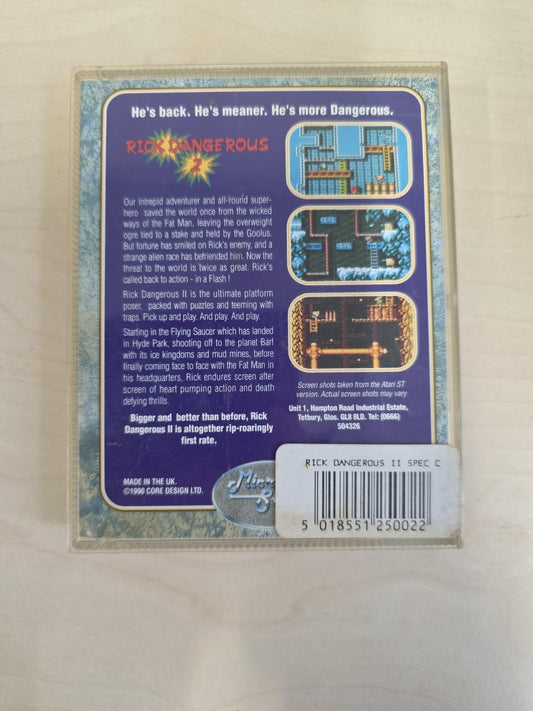 He's back. He's meaner. He's more Dangerous.
RICK DANGEROUS
2
Our intrepid adventurer and all-round super-
hero saved the world once from the wicked
ways of the Fat Man, leaving the overweight
ogre tied to a stake and held by the Goolus.
But fortune has smiled on Rick's enemy, and a
strange alien race has befriended him. Now the
threat to the world is twice as great. Rick's
called back to action - in a Flash !
Rick Dangerous II is the ultimate platform
poser, packed with puzzles and teeming with
traps. Pick up and play. And play. And play.
Starting in the Flying Saucer which has landed
in Hyde Park, shooting off to the planet Barf
with its ice kingdoms and mud mines, before
finally coming face to face with the Fat Man in
his headquarters, Rick endures screen after
screen of heart pumping action and death
defying thrills.
Bigger and better than before, Rick
Dangerous II is altogether rip-roaringly
first rate.
MADE IN THE UK.
©1990 CORE DESIGN LTD.
Screen shots taken from the Atari ST
version. Actual screen shots may vary
Unit 1, Hampton Road Industrial Estate,
Tetbury, Glos. GL8 8LD. Tel: (0666)
504326
RICK DANGEROUS II SPEC C
5 018551 250022